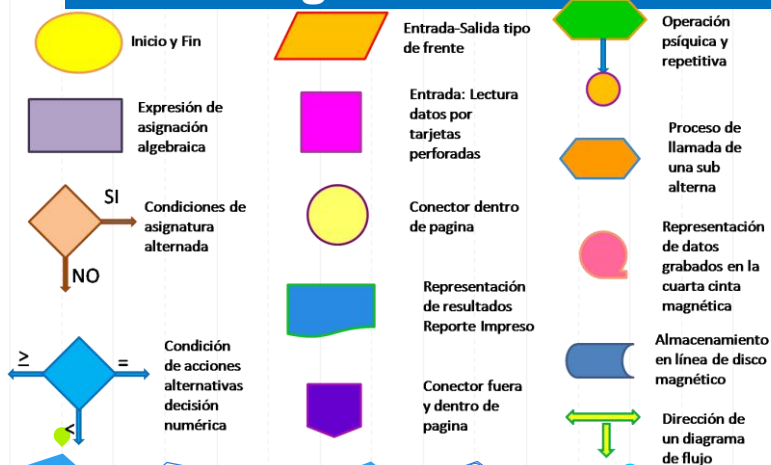 Inicio y Fin
Expresión de
asignación
algebraica
SI
NO
Condiciones de
asignatura
alternada
≥
=
<
Condición
de acciones
alternativas
decisión
numérica
Entrada-Salida tipo
de frente
Entrada: Lectura
datos por
tarjetas
perforadas
Conector dentro
de pagina
Representación
de resultados
Reporte Impreso
Conector fuera
y dentro de
pagina
Operación
psíquica y
repetitiva
Proceso de
llamada de
una sub
alterna
Representación
de datos
grabados en la
cuarta cinta
magnética
Almacenamiento
en línea de disco
magnético
Dirección de
un diagrama
de flujo